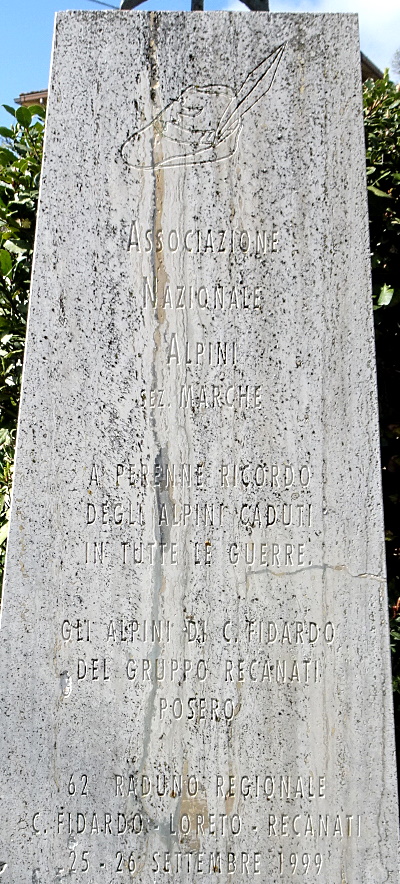 ASSOCIAZIONE
NAZIONALE
ALPINI
SEZ. MARCHE
A PERENNE RICORDO
DEGLI ALPINI CADUTI
IN TUTTE LE GUERRE.
GLI ALPINI DI C. FIDARDO
DEL GRUPPO RECANATI
POSERO
62 RADUNO REGIONALE
C. FIDARDO - LORETO - RECANATI
25 - 26 SETTEMBRE 1999